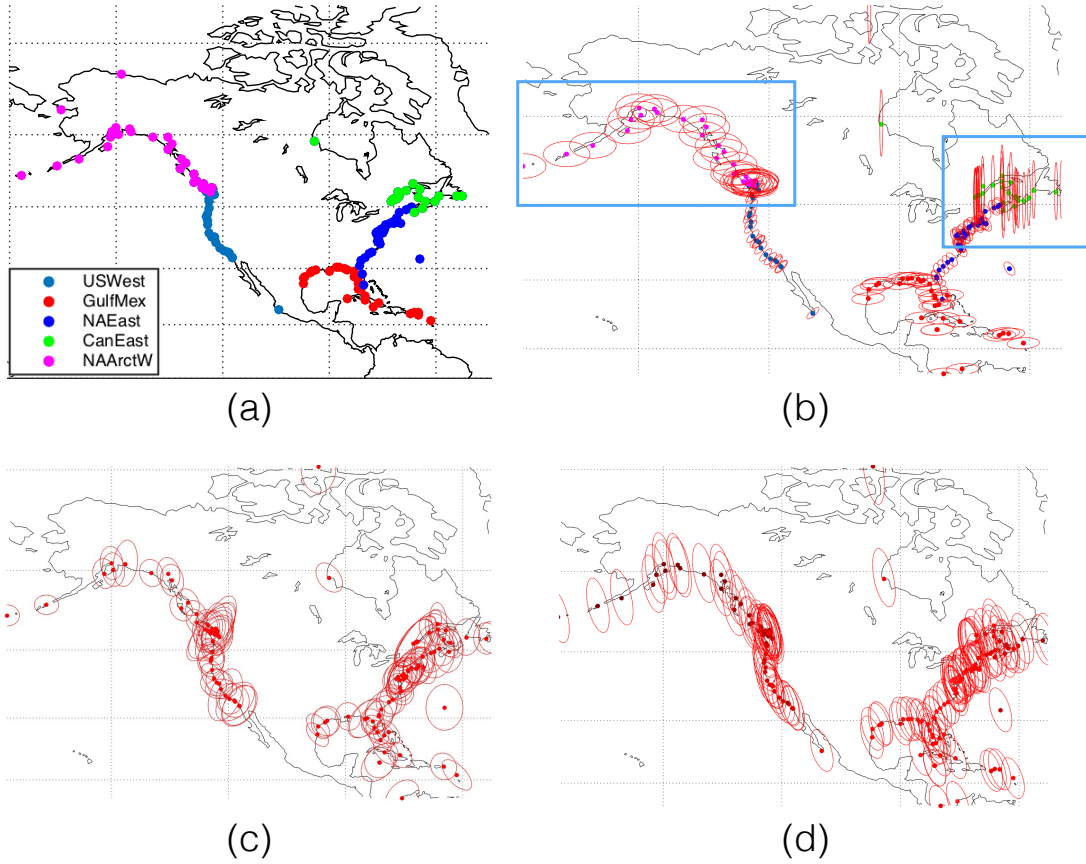 USWest
GulfMex
NAEast
CanEast
NAArctW
(a)
(b)
(c)
(d)